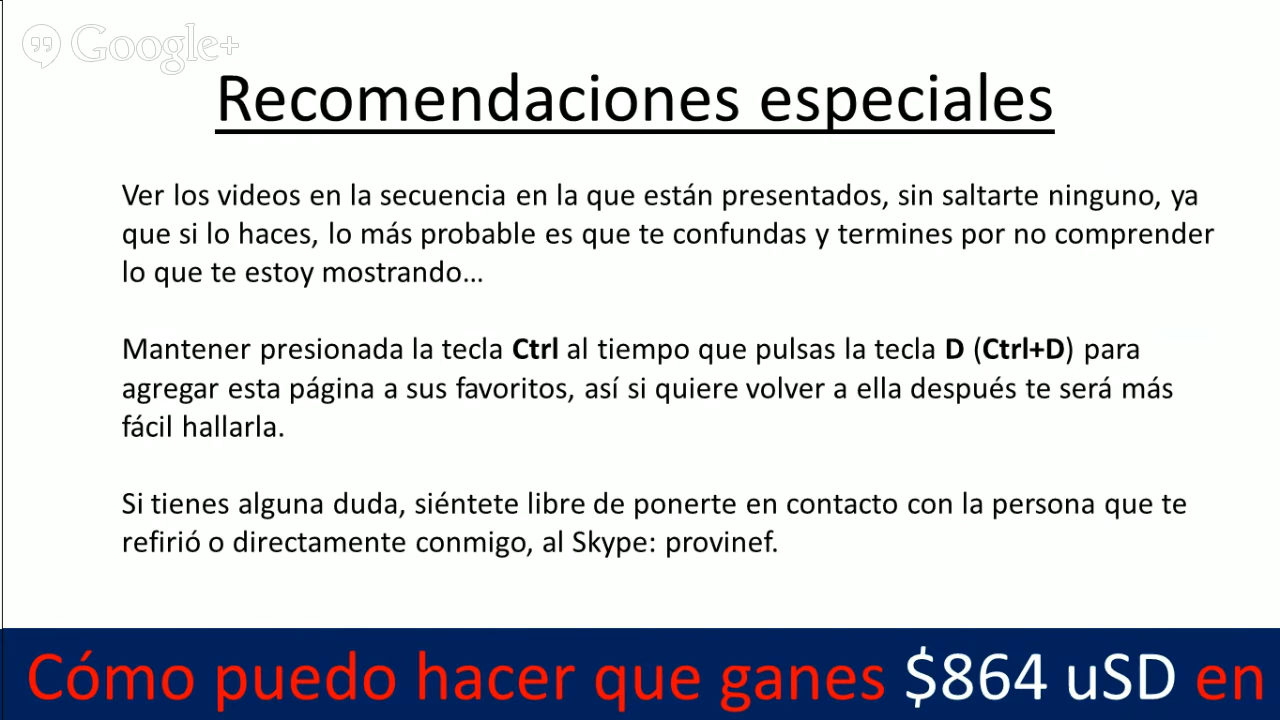 Google+
Recomendaciones especiales
Ver los videos en la secuencia en la que están presentados, sin saltarte ninguno, ya
que si lo haces, lo más probable es que te confundas y termines por no comprender
lo que te estoy mostrando...
Mantener presionada la tecla Ctrl al tiempo que pulsas la tecla D (Ctrl+D) para
agregar esta página a sus favoritos, así si quiere volver a ella después te será más
fácil hallarla.
Si tienes alguna duda, siéntete libre de ponerte en contacto con la persona que te
refirió o directamente conmigo, al Skype: provinef.
Cómo puedo hacer que ganes $864 uSD en